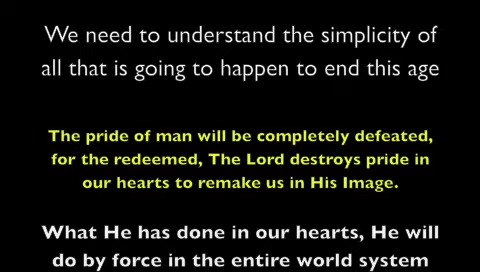 We need to understand the simplicity of
all that is going to happen to end this age
The pride of man will be completely defeated,
for the redeemed, The Lord destroys pride in
our hearts to remake us in His Image.
What He has done in our hearts, He will
do by force in the entire world system